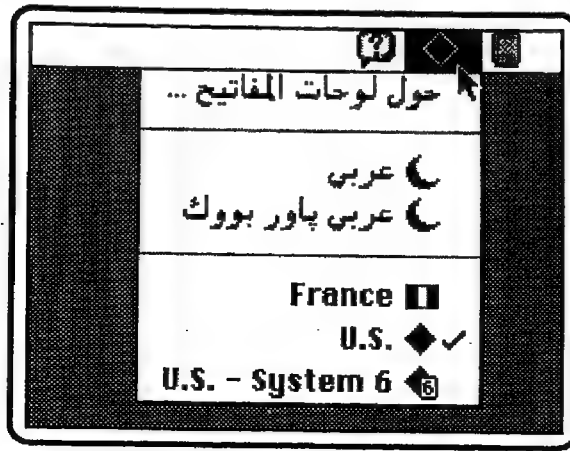 حول لوحات المفاتيح ...
عربي
عربي پاور بووك
France
U.S.
U.S. - System 6